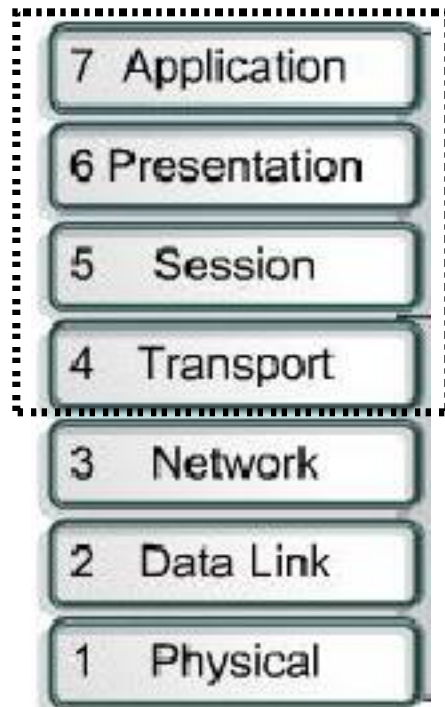 7 Application
6 Presentation
5 Session
4 Transport
3 Network
2 Data Link
1 Physical